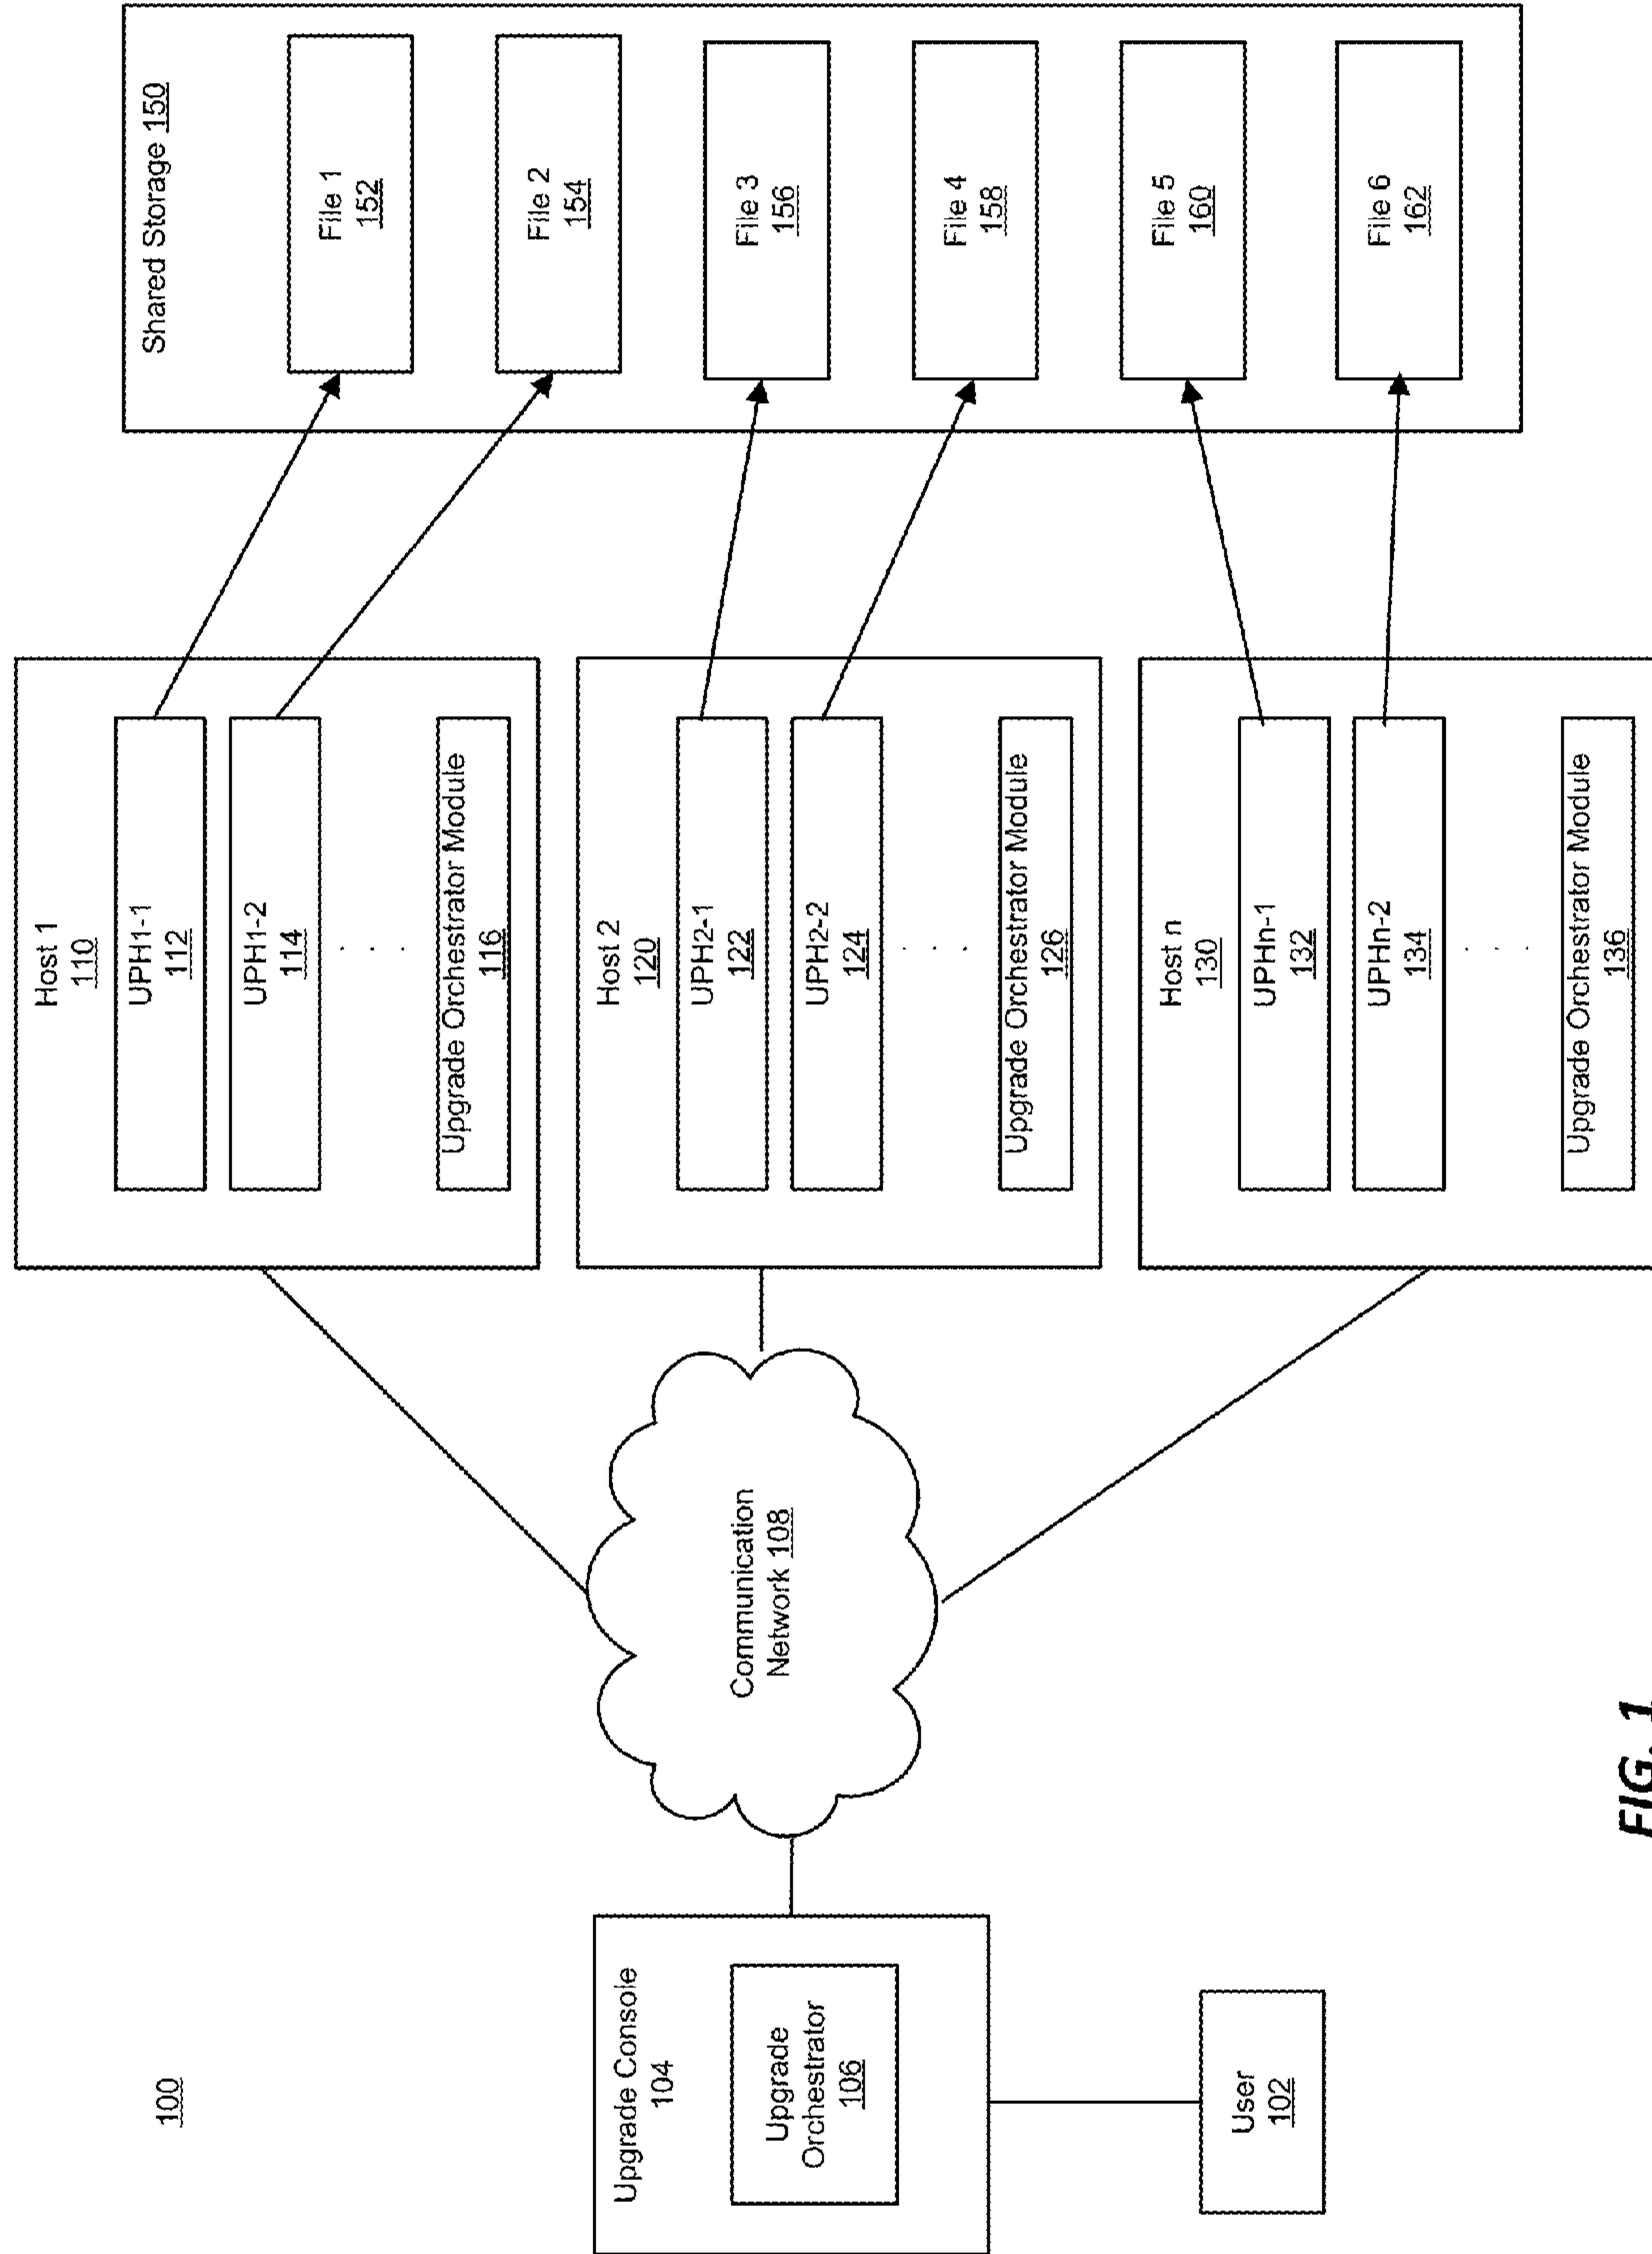 100
Upgrade Console
104
Upgrade
Orchestrator
106
User
102
Communication
Network 108
Host 1
110
UPH1-1
112
UPH1-2
114
. . .
Upgrade Orchestrator Module
116
Host 2
120
UPH2-1
122
UPH2-2
124
. . .
Upgrade Orchestrator Module
126
Host n
130
UPHn-1
132
UPHn-2
134
. . .
Upgrade Orchestrator Module
136
Shared Storage 150
File 1
152
File 2
154
File 3
156
File 4
158
File 5
160
File 6
162
FIG. 1